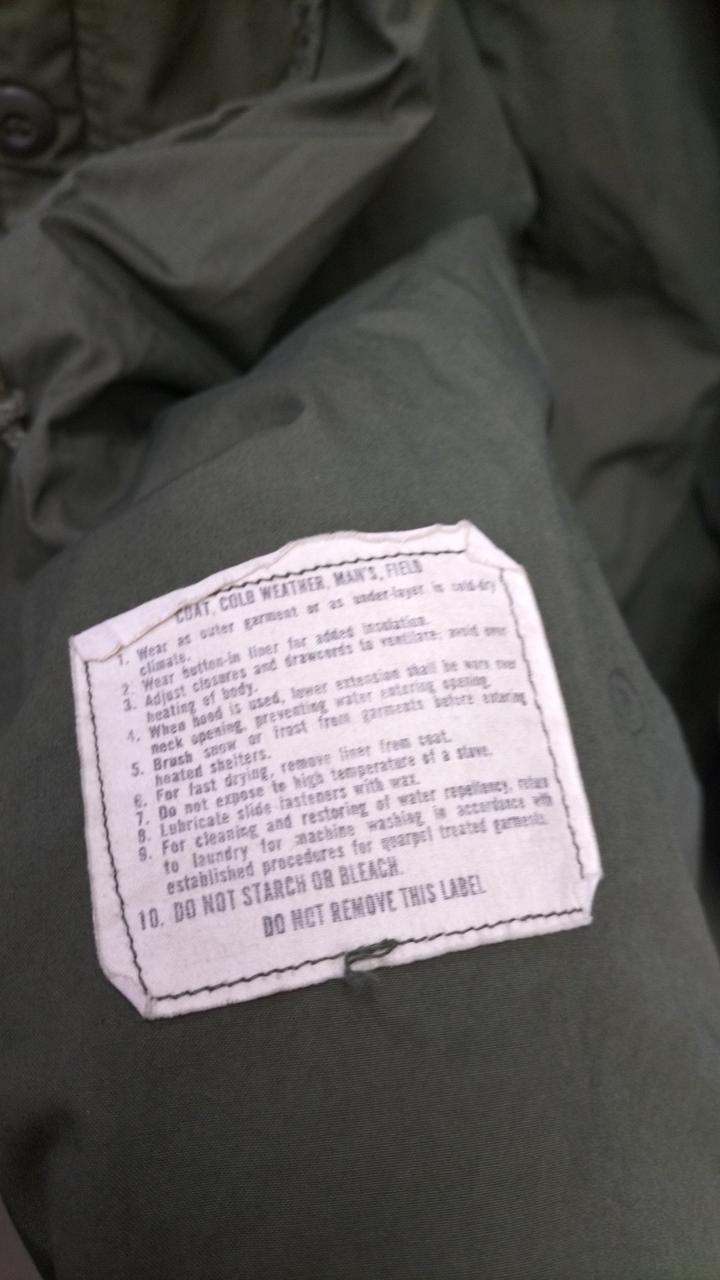 COAT, COLD WEATHER, MAN'S, FIELD
1. Wear as outer garment or as under-layer is cold-dry
climate.
2. Wear button-in liner for added insulation.
3. Adjust closures and drawcords to ventilate; avoid over
heating of body.
4. When hood is used, lower extension shall be worn over
neck opening, preventing water entering opening.
5. Brush snow or frost from garments before entering
heated shelters.
6. For fast drying, remove liner from coat.
7. Do not expose to high temperature of a stove.
8. Lubricate slide fasteners with wax.
9. For cleaning and restoring of water repellency, return
to laundry for machine washing in accordance with
established procedures for quarpel treated garments.
10. DO NOT STARCH OR BLEACH.
DO NOT REMOVE THIS LABEL